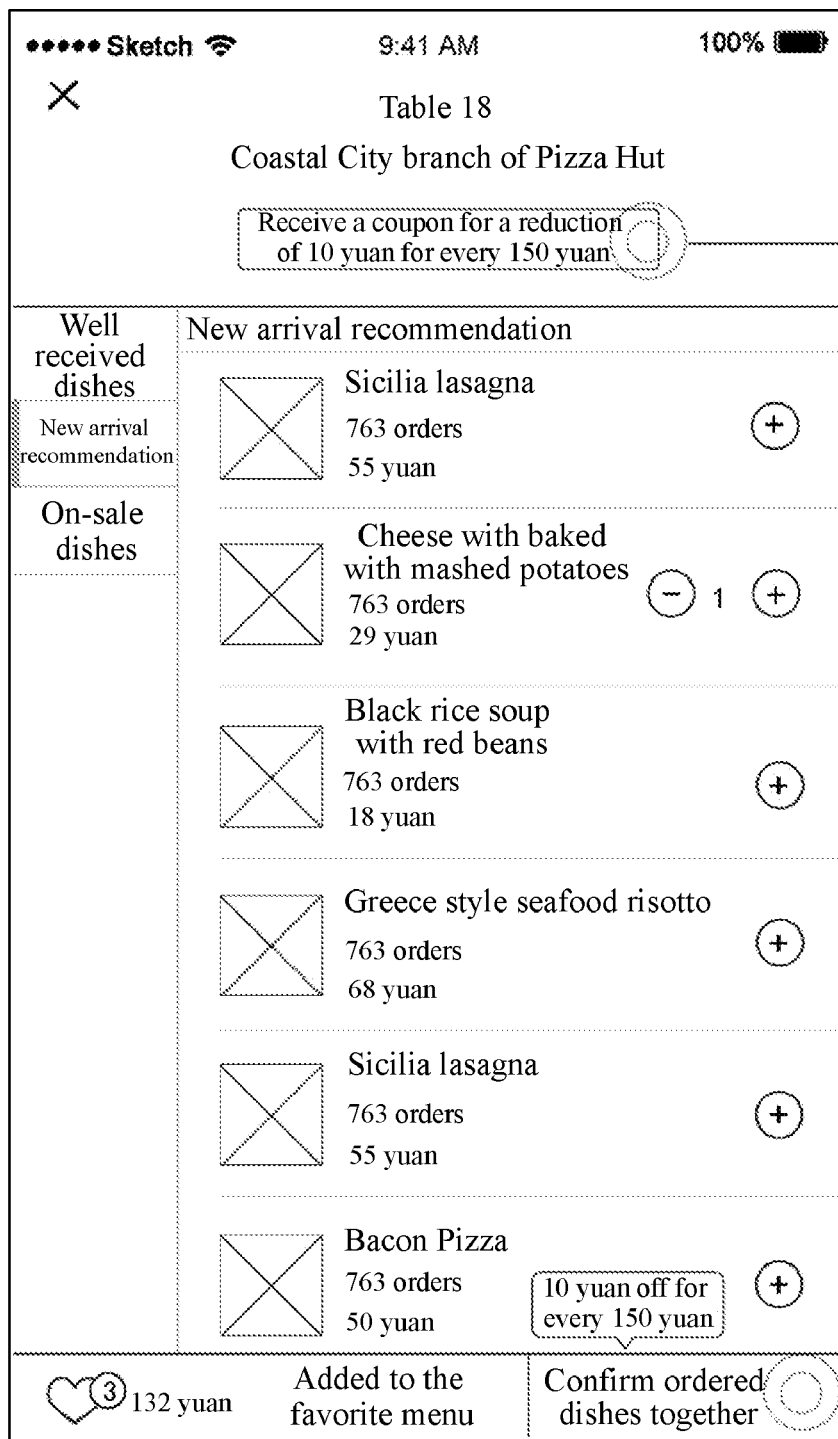 Sketch 9:41 AM 100%
Table 18
Coastal City branch of Pizza Hut
Receive a coupon for a reduction
of 10 yuan for every 150 yuan
Well
received
dishes
New arrival
recommendation
On-sale
dishes
New arrival recommendation
Sicilia lasagna
763 orders
55 yuan
+
Cheese with baked
with mashed potatoes
763 orders
29 yuan
− 1 +
Black rice soup
with red beans
763 orders
18 yuan
+
Greece style seafood risotto
763 orders
68 yuan
+
Sicilia lasagna
763 orders
55 yuan
+
Bacon Pizza
763 orders
50 yuan
+
10 yuan off for
every 150 yuan
3 132 yuan
Added to the
favorite menu
Confirm ordered
dishes together